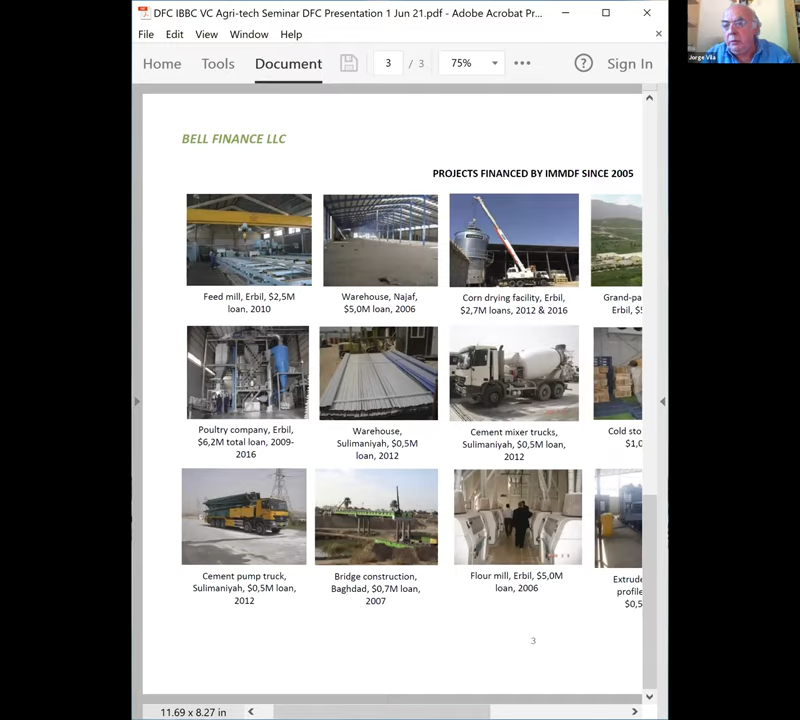 DFC IBBC VC Agri-tech Seminar DFC Presentation 1 Jun 21.pdf - Adobe Acrobat Pr...
File Edit View Window Help
Home Tools Document 3 / 3 75% Sign In
Jorge Vila
BELL FINANCE LLC
PROJECTS FINANCED BY IMMDF SINCE 2005
Feed mill, Erbil, $2,5M
loan. 2010
Warehouse, Najaf,
$5,0M loan, 2006
Corn drying facility, Erbil,
$2,7M loans, 2012 & 2016
Grand-pa
Erbil, $5
Poultry company, Erbil,
$6,2M total loan, 2009-
2016
Warehouse,
Sulimaniyah, $0,5M
loan, 2012
Cement mixer trucks,
Sulimaniyah, $0,5M loan,
2012
Cold sto
$1,0
Cement pump truck,
Sulimaniyah, $0,5M loan,
2012
Bridge construction,
Baghdad, $0,7M loan,
2007
Flour mill, Erbil, $5,0M
loan, 2006
Extrude
profile
$0,5
3
11.69 x 8.27 in